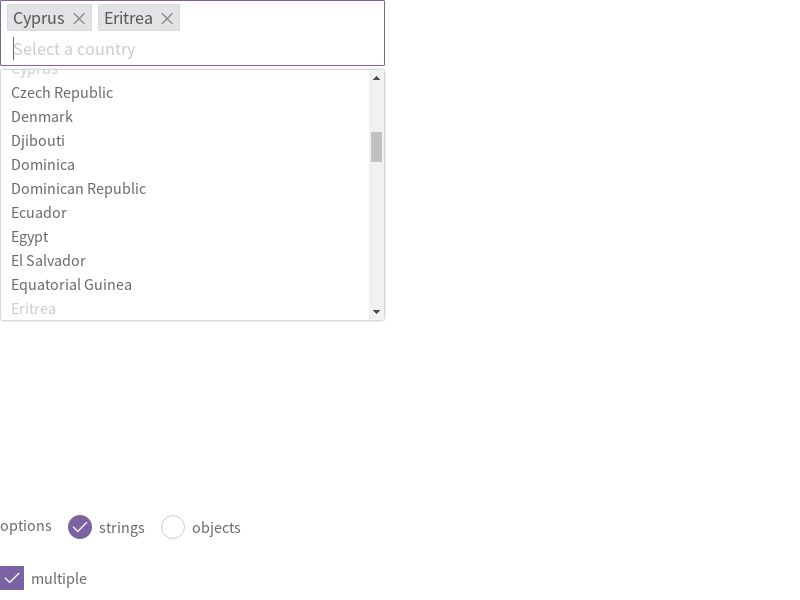 Cyprus Eritrea
Select a country
Cyprus
Czech Republic
Denmark
Djibouti
Dominica
Dominican Republic
Ecuador
Egypt
El Salvador
Equatorial Guinea
Eritrea
options strings objects
multiple